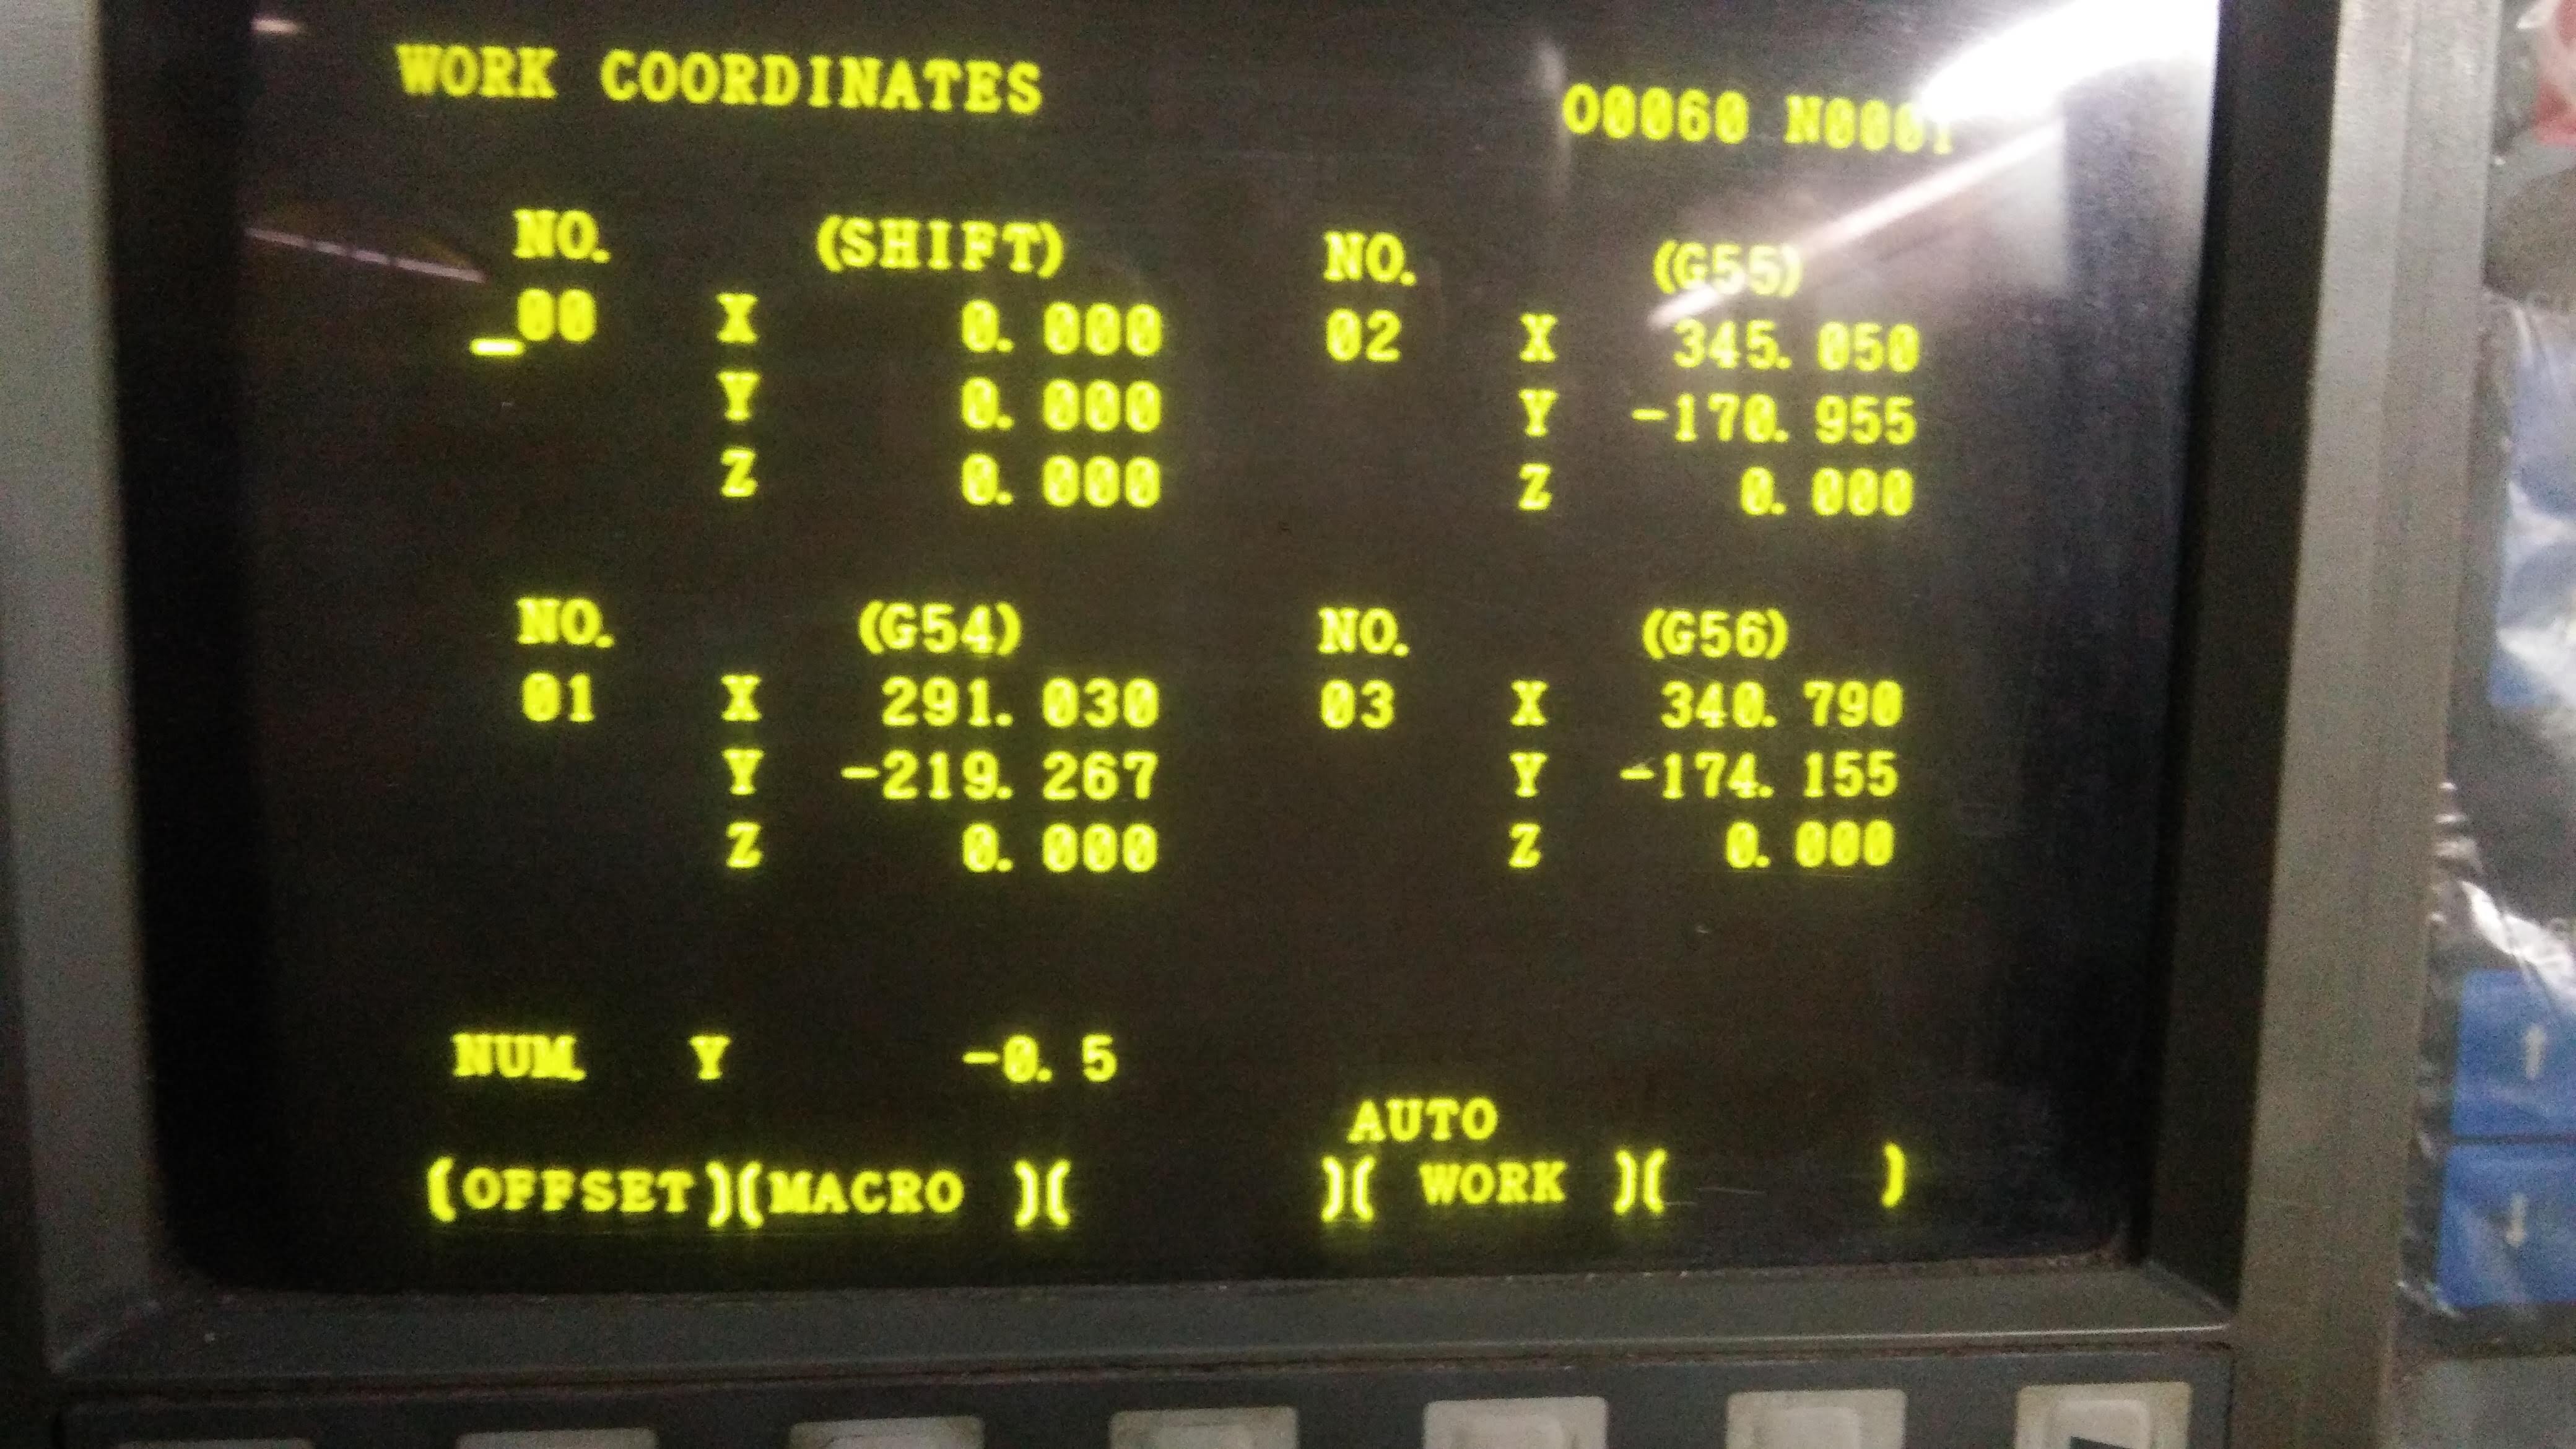 WORK COORDINATES O0060 N0001
NO. (SHIFT) NO. (G55)
_00 X 0.000 02 X 345.050
Y 0.000 Y -170.955
Z 0.000 Z 0.000
NO. (G54) NO. (G56)
01 X 291.030 03 X 340.790
Y -219.267 Y -174.155
Z 0.000 Z 0.000
NUM. Y -0.5
AUTO
(OFFSET)(MACRO )( )( WORK )( )
↑
↓